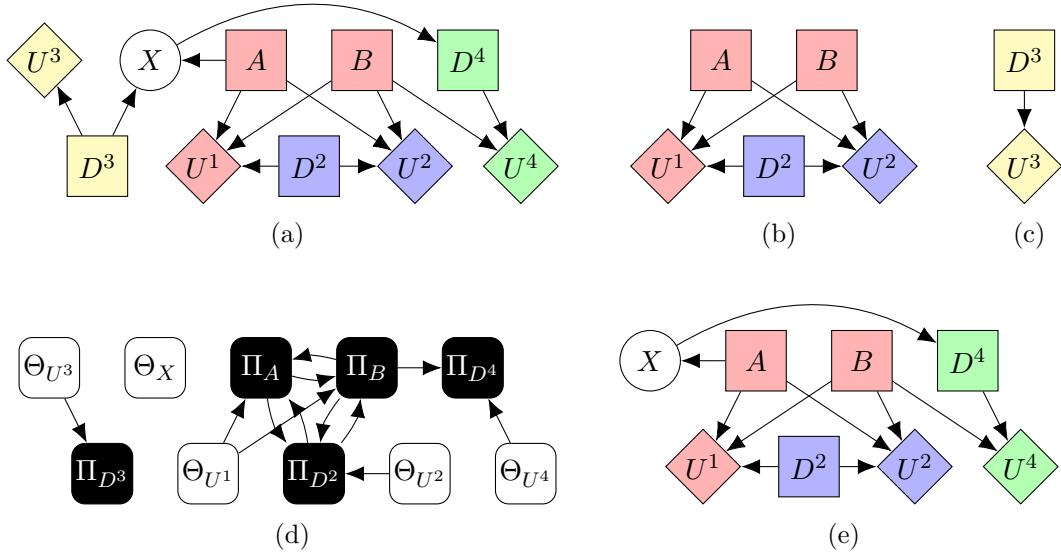 U³ X A B D⁴ A B D³
D³ U¹ D² U² U⁴ U¹ D² U² U³
(a) (b) (c)
Θ_{U³} Θ_X Π_A Π_B Π_{D⁴} X A B D⁴
Π_{D³} Θ_{U¹} Π_{D²} Θ_{U²} Θ_{U⁴} U¹ D² U² U⁴
(d) (e)